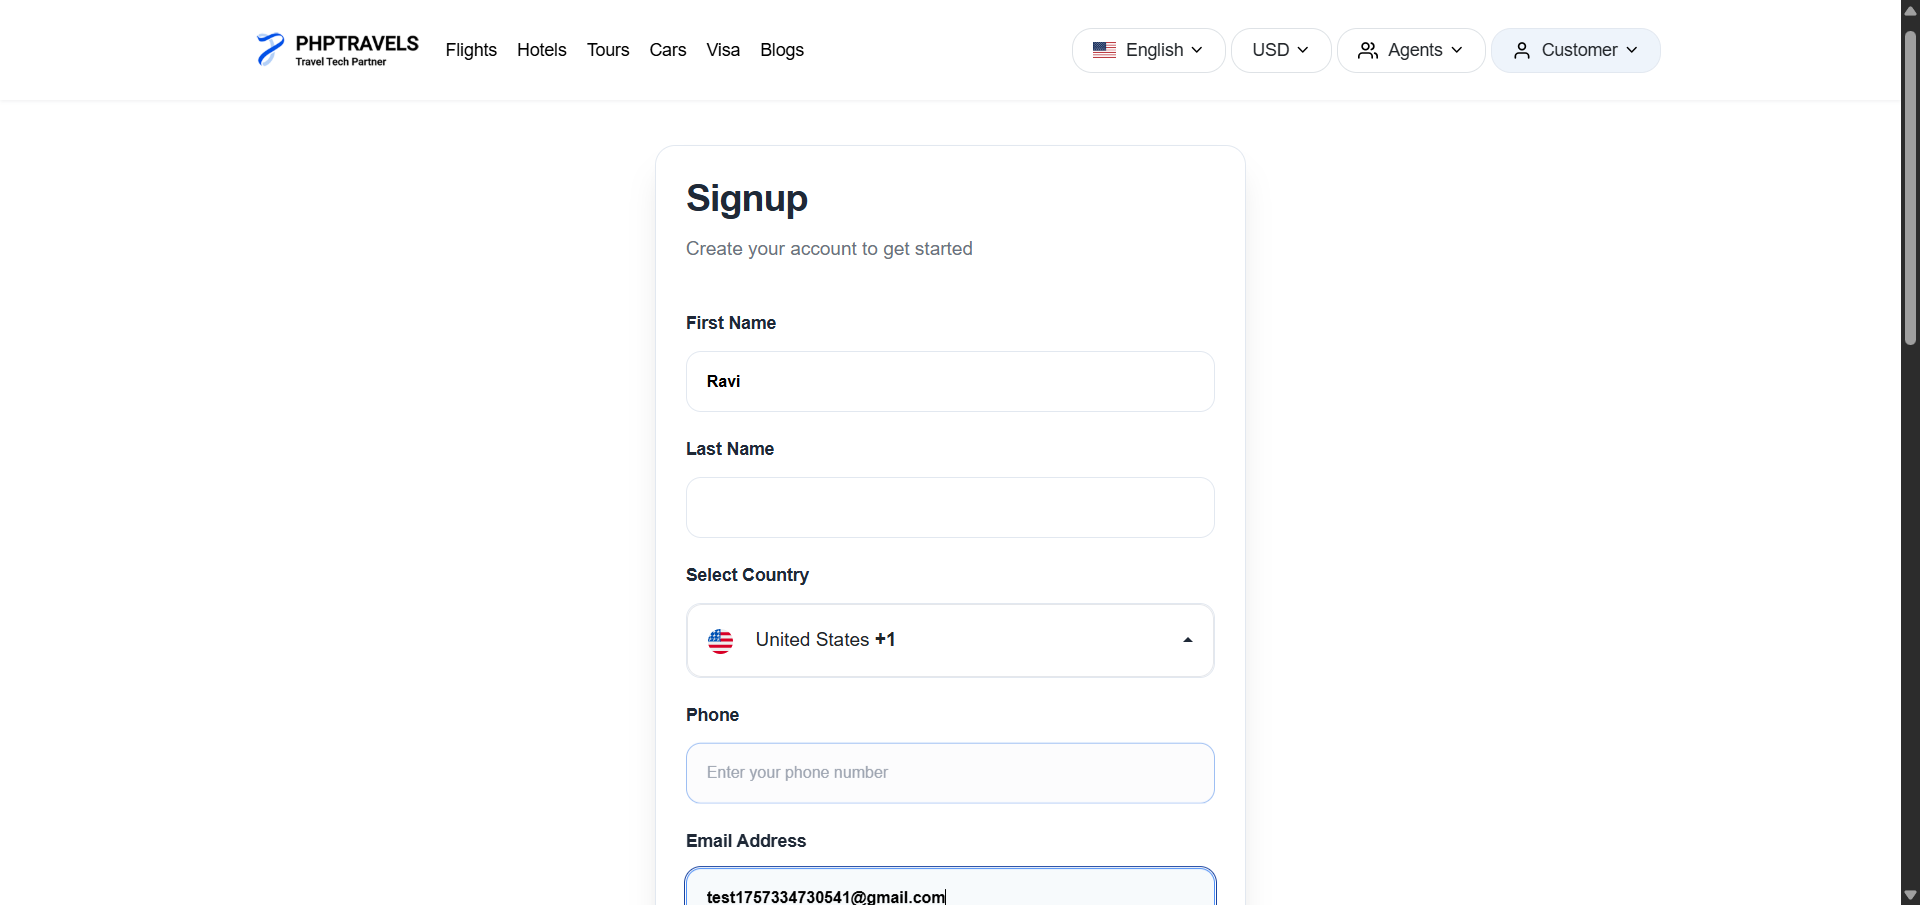 PHPTRAVELS
Travel Tech Partner
Flights Hotels Tours Cars Visa Blogs
English USD Agents Customer
Signup
Create your account to get started
First Name
Ravi
Last Name
Select Country
United States +1
Phone
Enter your phone number
Email Address
test1757334730541@gmail.com